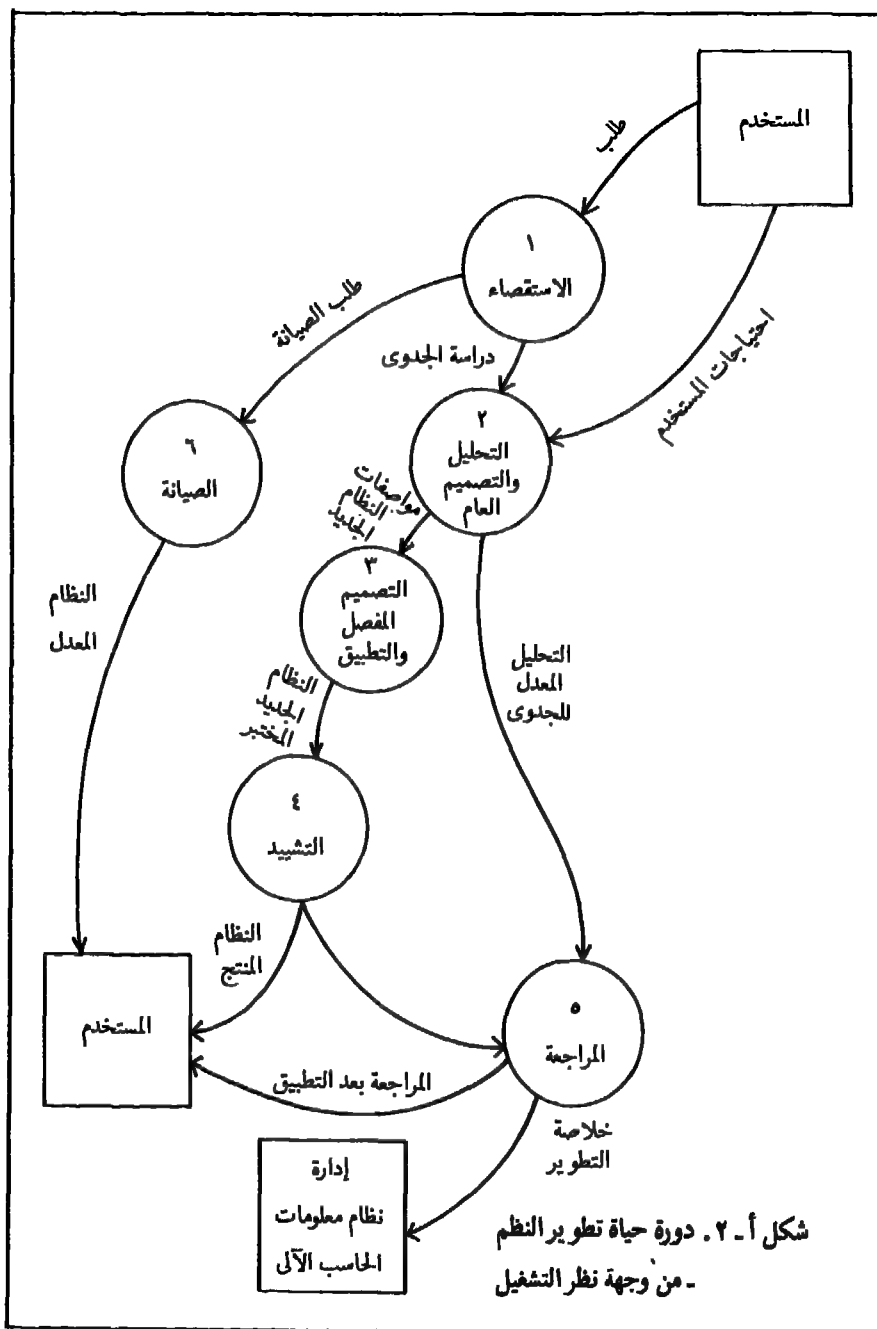 المستخدم
طلب
١
الاستقصاء
طلب الصيانة
دراسة الجدوى
احتياجات المستخدم
٢
التحليل
والتصميم
العام
٦
الصيانة
مواصفات
النظام
الجديد
٣
التصميم
المفصل
والتطبيق
النظام
المعدل
التحليل
المعدل
للجدوى
النظام
الجديد
المختبر
٤
التشييد
النظام
المنتج
٥
المراجعة
المستخدم
المراجعة بعد التطبيق
خلاصة
التطوير
إدارة
نظام معلومات
الحاسب الآلى
شكل أ ـ ٢ . دورة حياة تطوير النظم
ـ من وجهة نظر التشغيل